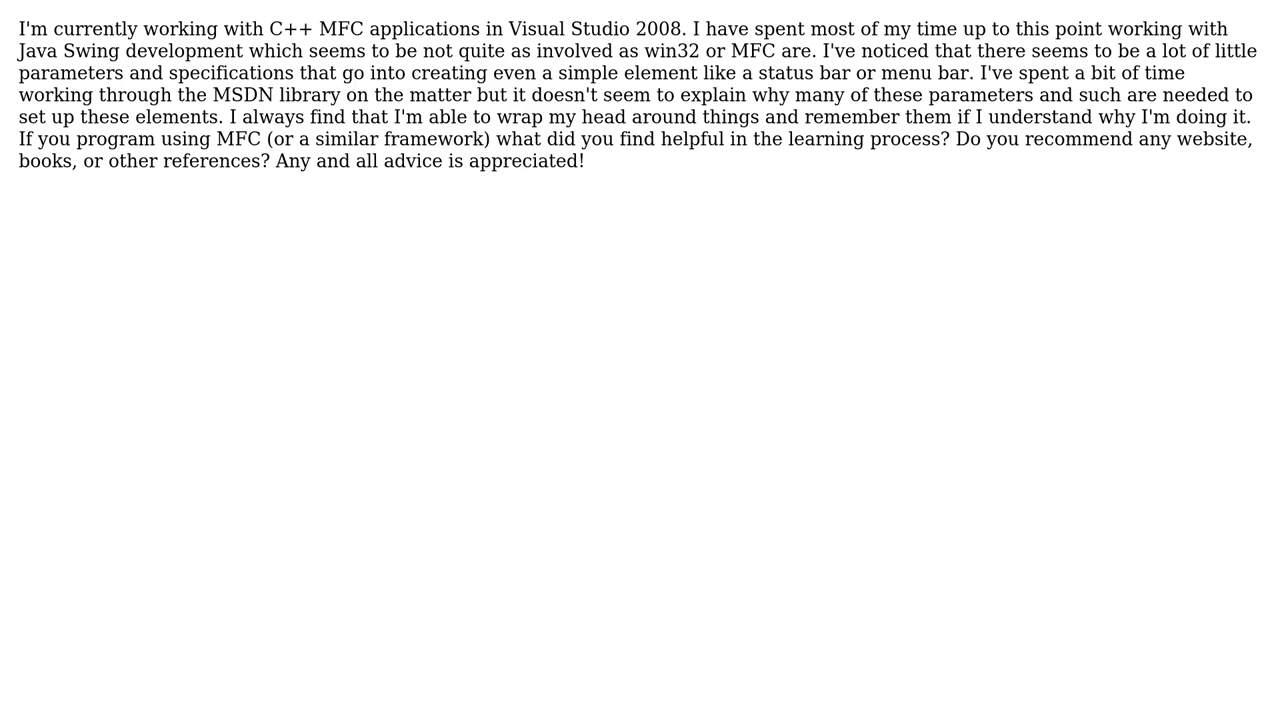 I'm currently working with C++ MFC applications in Visual Studio 2008. I have spent most of my time up to this point working with
Java Swing development which seems to be not quite as involved as win32 or MFC are. I've noticed that there seems to be a lot of little
parameters and specifications that go into creating even a simple element like a status bar or menu bar. I've spent a bit of time
working through the MSDN library on the matter but it doesn't seem to explain why many of these parameters and such are needed to
set up these elements. I always find that I'm able to wrap my head around things and remember them if I understand why I'm doing it.
If you program using MFC (or a similar framework) what did you find helpful in the learning process? Do you recommend any website,
books, or other references? Any and all advice is appreciated!